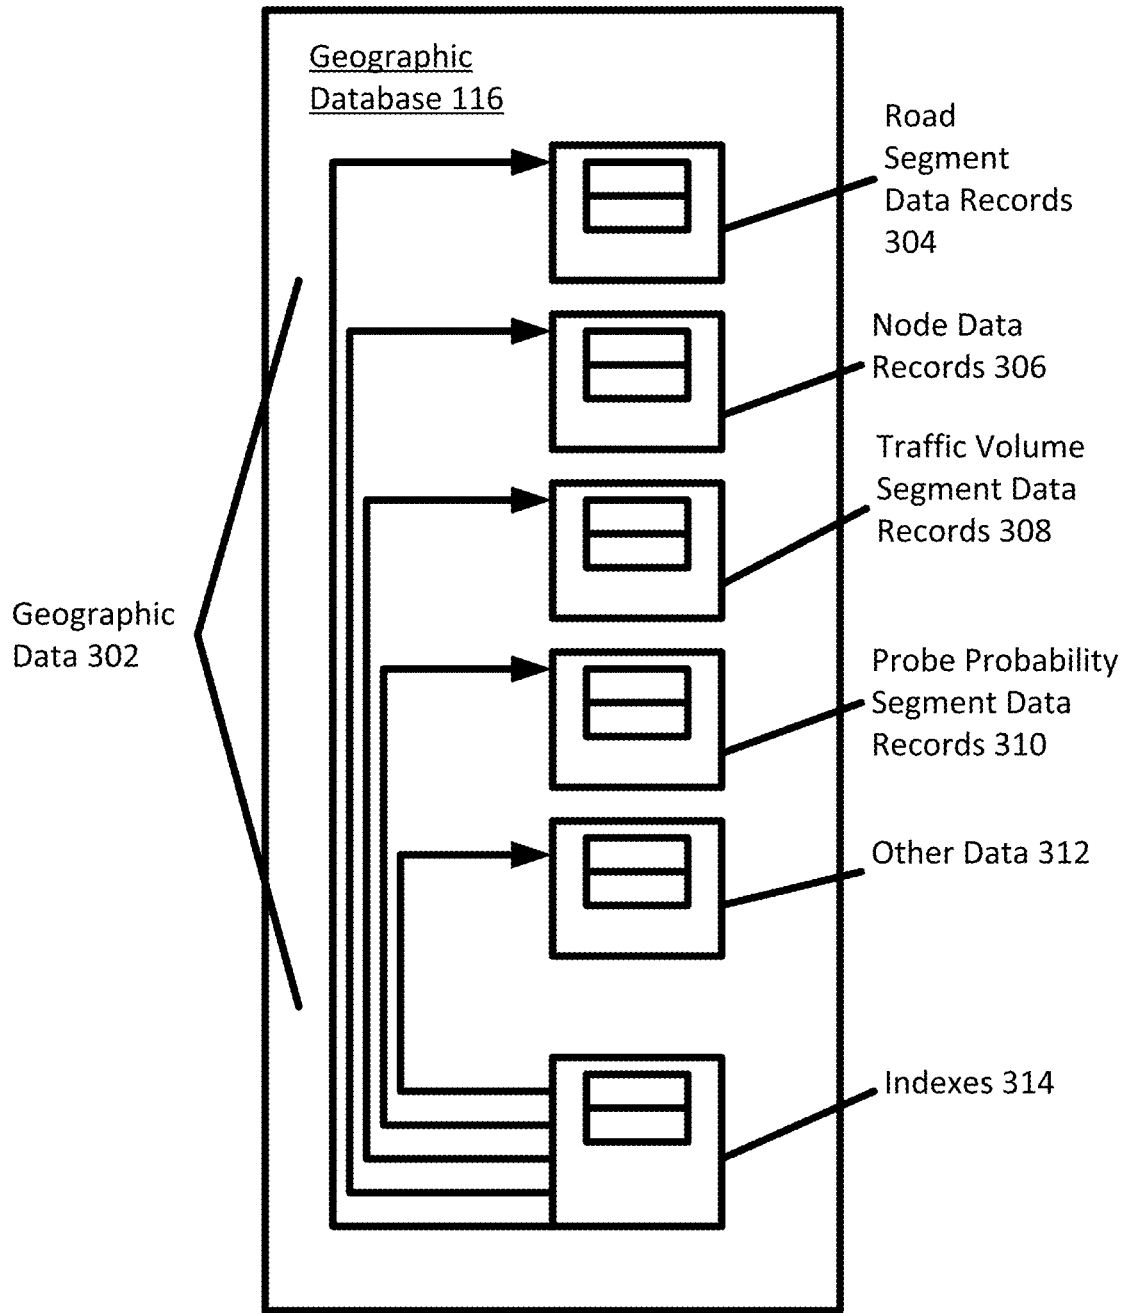 Geographic
Database 116
Road
Segment
Data Records
304
Node Data
Records 306
Traffic Volume
Segment Data
Records 308
Geographic
Data 302
Probe Probability
Segment Data
Records 310
Other Data 312
Indexes 314